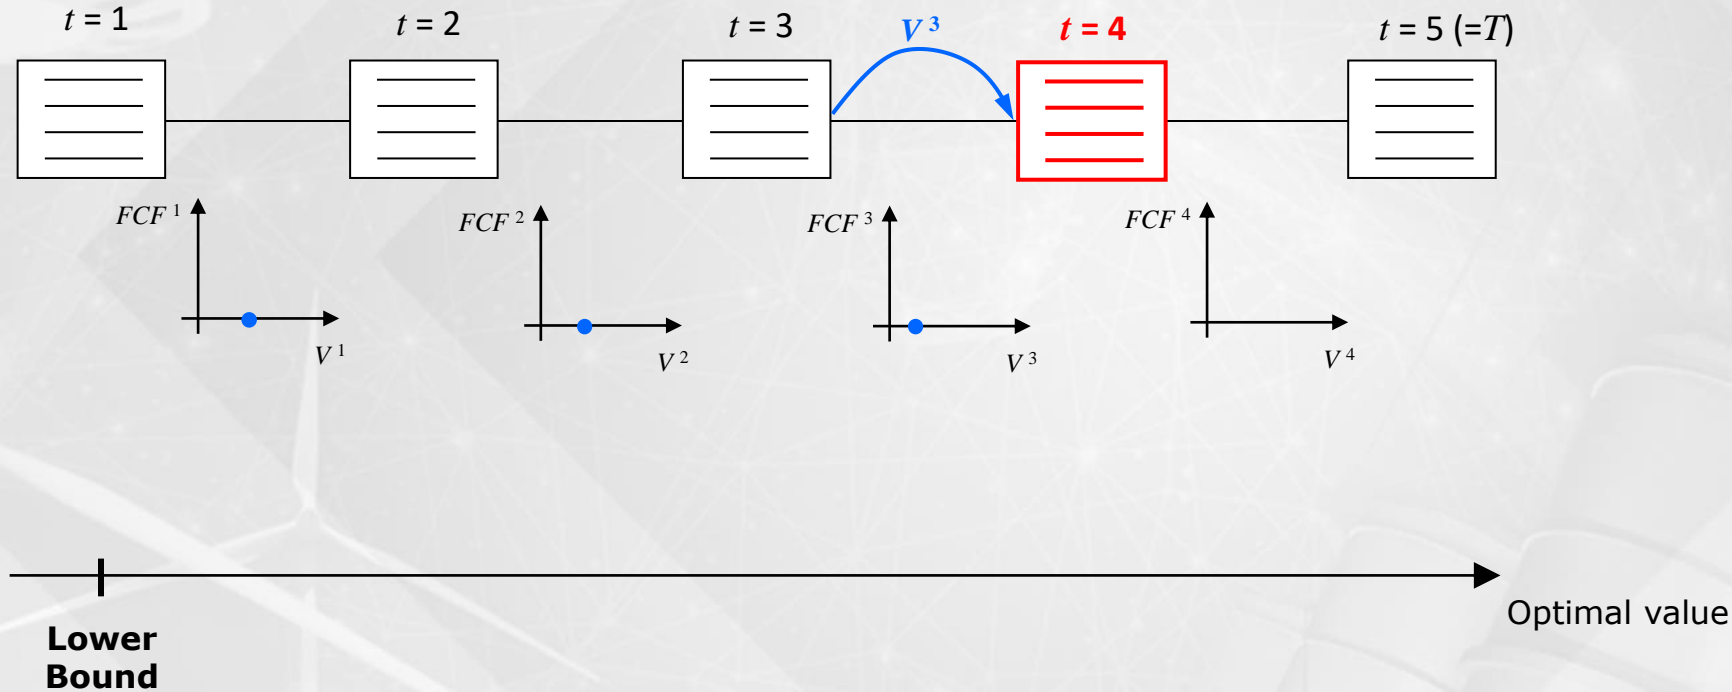 t = 1
t = 2
t = 3
V 3
t = 4
t = 5 (=T)
FCF 1
V 1
FCF 2
V 2
FCF 3
V 3
FCF 4
V 4
Optimal value
Lower
Bound